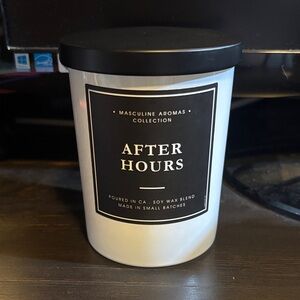 • MASCULINE AROMAS •
COLLECTION
AFTER
HOURS
POURED IN CA . SOY WAX BLEND
MADE IN SMALL BATCHES